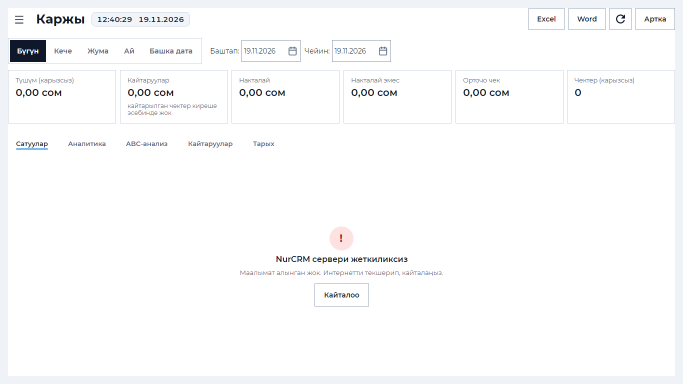 Каржы
12:40:29 19.11.2026
Excel
Word
Артка
Бүгүн
Кече
Жума
Ай
Башка дата
Баштап:
19.11.2026
Чейин:
19.11.2026
Түшүм (карызсыз)
0,00 сом
Кайтаруулар
0,00 сом
кайтарылган чектер киреше
эсебинде жок
Накталай
0,00 сом
Накталай эмес
0,00 сом
Орточо чек
0,00 сом
Чектер (карызсыз)
0
Сатуулар
Аналитика
ABC-анализ
Кайтаруулар
Тарых
!
NurCRM сервери жеткиликсиз
Маалымат алынган жок. Интернетти текшерип, кайталаңыз.
Кайталоо